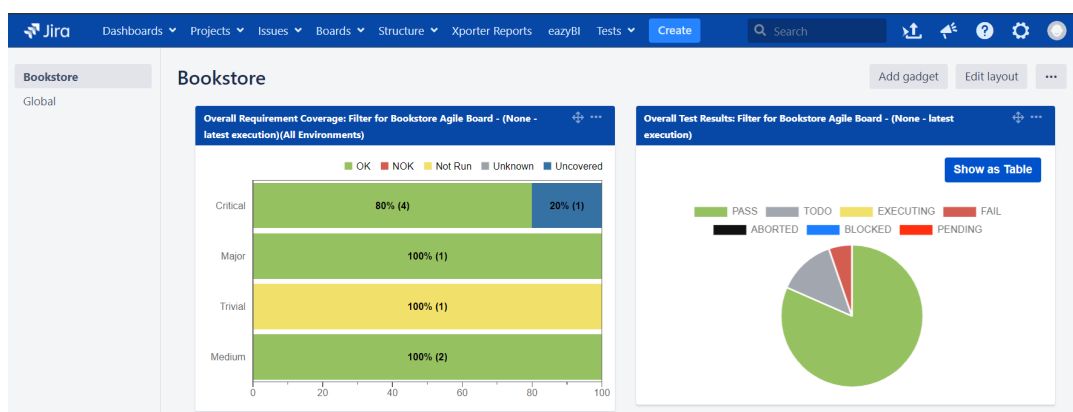 Jira Dashboards Projects Issues Boards Structure Xporter Reports eazyBI Tests Create Search
Bookstore
Global
Bookstore
Add gadget Edit layout
Overall Requirement Coverage: Filter for Bookstore Agile Board - (None -
latest execution)(All Environments)
OK NOK Not Run Unknown Uncovered
Critical 80% (4) 20% (1)
Major 100% (1)
Trivial 100% (1)
Medium 100% (2)
0 20 40 60 80 100
Overall Test Results: Filter for Bookstore Agile Board - (None - latest
execution)
Show as Table
PASS TODO EXECUTING FAIL
ABORTED BLOCKED PENDING